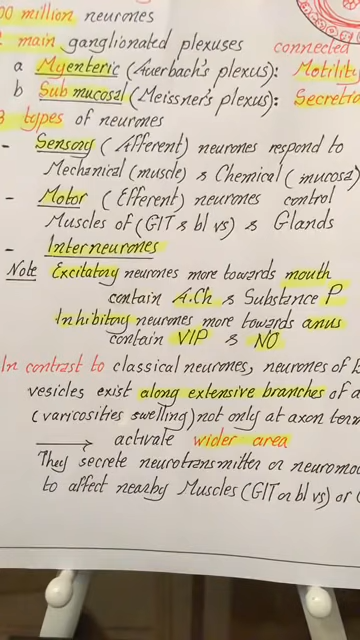 00 million neurones
2 main ganglionated plexuses connected
a Myenteric (Auerbach's plexus): Motility
b Sub mucosal (Meissner's plexus): Secretio
3 types of neurones
- Sensory (Afferent) neurones respond to
Mechanical (muscle) & Chemical (mucosa)
- Motor (Efferent) neurones control
Muscles of (GIT & bl vs) & Glands
- Interneurones
Note Excitatory neurones more towards mouth
contain A.Ch & Substance P
Inhibitory neurones more towards anus
contain VIP & NO
In contrast to classical neurones, neurones of E
vesicles exist along extensive branches of a
(varicosities swelling) not only at axon term
→ activate wider area
They secrete neurotransmitter or neuromo
to affect nearby Muscles (GIT or bl vs) or